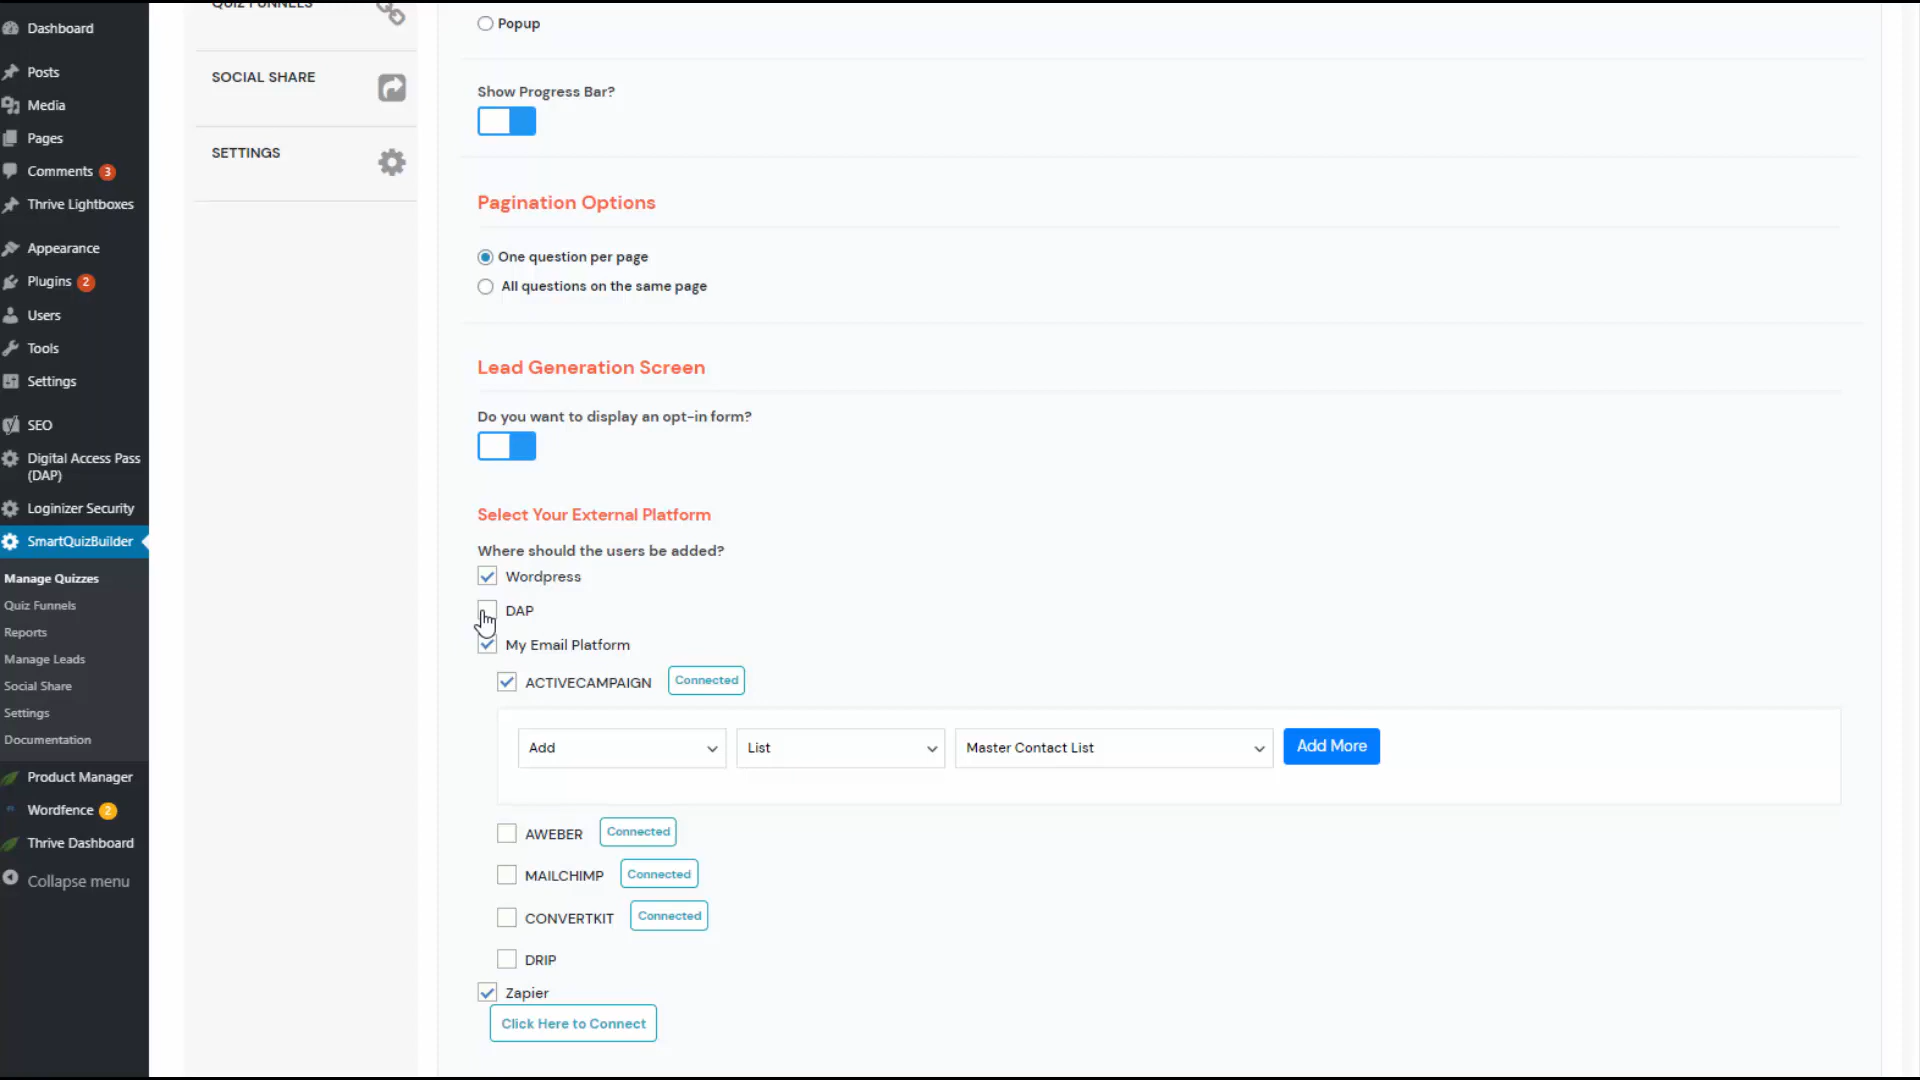 Dashboard
Posts
Media
Pages
Comments 3
Thrive Lightboxes
Appearance
Plugins 2
Users
Tools
Settings
SEO
Digital Access Pass
(DAP)
Loginizer Security
SmartQuizBuilder
Manage Quizzes
Quiz Funnels
Reports
Manage Leads
Social Share
Settings
Documentation
Product Manager
Wordfence 2
Thrive Dashboard
Collapse menu
QUIZ FUNNELS
SOCIAL SHARE
SETTINGS
Popup
Show Progress Bar?
Pagination Options
One question per page
All questions on the same page
Lead Generation Screen
Do you want to display an opt-in form?
Select Your External Platform
Where should the users be added?
Wordpress
DAP
My Email Platform
ACTIVECAMPAIGN Connected
Add List Master Contact List Add More
AWEBER Connected
MAILCHIMP Connected
CONVERTKIT Connected
DRIP
Zapier
Click Here to Connect